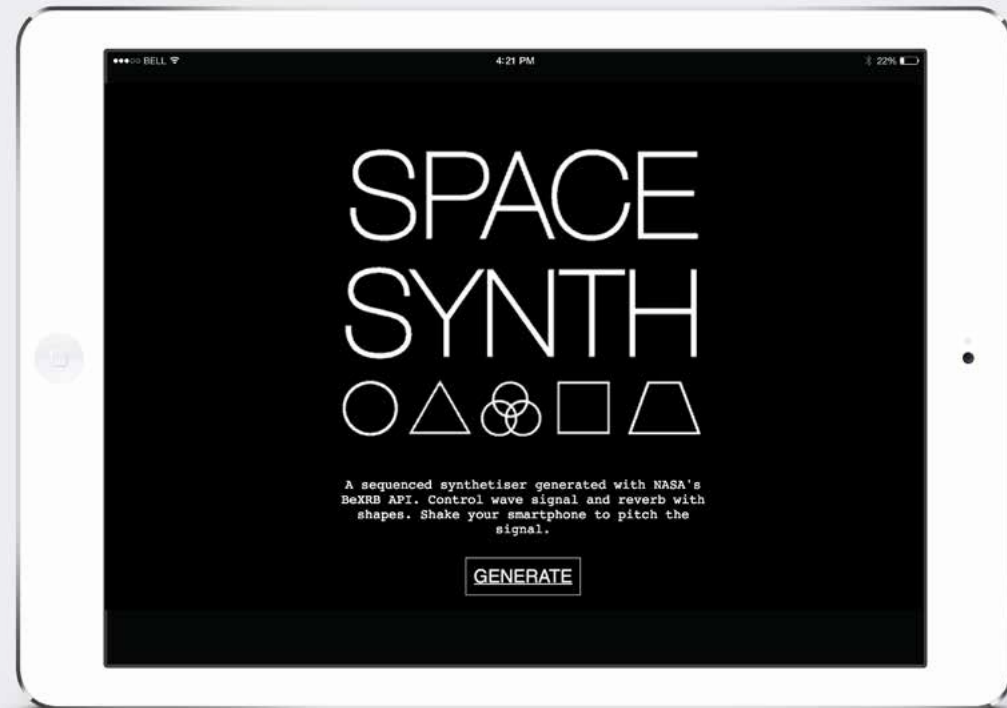 BELL
4:21 PM
22%
SPACE
SYNTH
A sequenced synthetiser generated with NASA's
BeXRB API. Control wave signal and reverb with
shapes. Shake your smartphone to pitch the
signal.
GENERATE